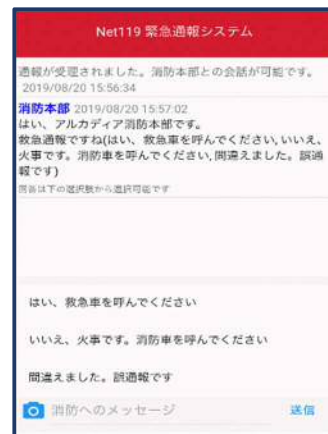 Net119 緊急通報システム
通報が受理されました。消防本部との会話が可能です。
2019/08/20 15:56:34
消防本部 2019/08/20 15:57:02
はい、アルカディア消防本部です。
救急通報ですね(はい、救急車を呼んでください, いいえ、
火事です。消防車を呼んでください, 間違えました。誤通
報です)
回答は下の選択肢から選択可能です
はい、救急車を呼んでください
いいえ、火事です。消防車を呼んでください
間違えました。誤通報です
消防へのメッセージ 送信